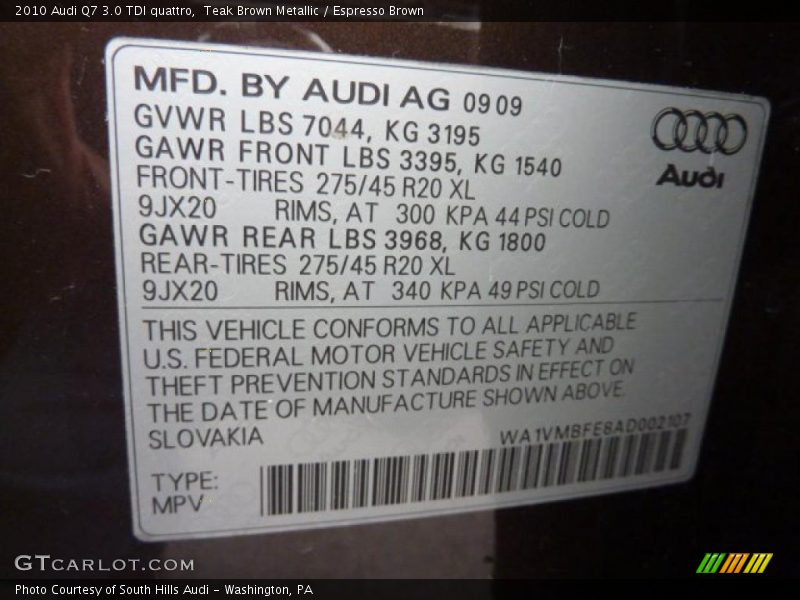 2010 Audi Q7 3.0 TDI quattro,  Teak Brown Metallic / Espresso Brown
MFD. BY AUDI AG 09 09
GVWR LBS 7044, KG 3195
GAWR FRONT LBS 3395, KG 1540
FRONT-TIRES 275/45 R20 XL
9JX20 RIMS, AT 300 KPA 44 PSI COLD
GAWR REAR LBS 3968, KG 1800
REAR-TIRES 275/45 R20 XL
9JX20 RIMS, AT 340 KPA 49 PSI COLD
Audi
THIS VEHICLE CONFORMS TO ALL APPLICABLE
U.S. FEDERAL MOTOR VEHICLE SAFETY AND
THEFT PREVENTION STANDARDS IN EFFECT ON
THE DATE OF MANUFACTURE SHOWN ABOVE.
SLOVAKIA
WA1VMBFE8AD002107
TYPE:
MPV
GTCARLOT.COM
Photo Courtesy of South Hills Audi - Washington, PA